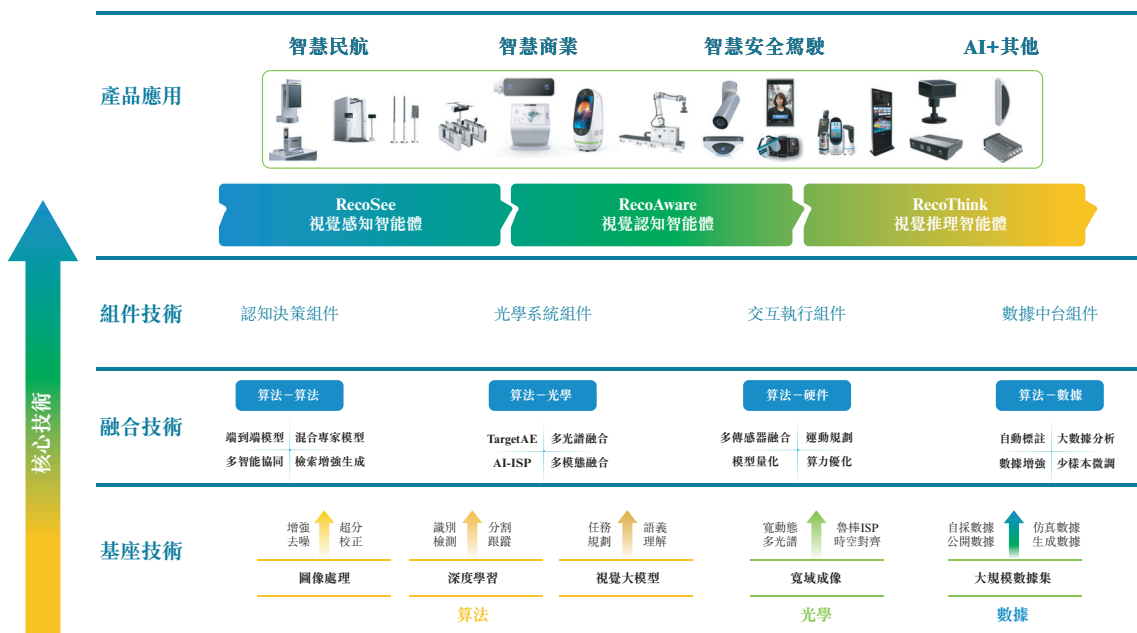 智慧民航
智慧商業
智慧安全駕駛
AI+其他
產品應用
RecoSee
視覺感知智能體
RecoAware
視覺認知智能體
RecoThink
視覺推理智能體
核心技術
組件技術
認知決策組件
光學系統組件
交互執行組件
數據中台組件
融合技術
算法－算法
端到端模型 混合專家模型
多智能協同 檢索增強生成
算法－光學
TargetAE 多光譜融合
AI-ISP 多模態融合
算法－硬件
多傳感器融合 運動規劃
模型量化 算力優化
算法－數據
自動標註 大數據分析
數據增強 少樣本微調
基座技術
增強 超分
去噪 校正
圖像處理
識別 分割
檢測 跟蹤
深度學習
任務 語義
規劃 理解
視覺大模型
算法
寬動態 魯棒ISP
多光譜 時空對齊
寬域成像
光學
自採數據 仿真數據
公開數據 生成數據
大規模數據集
數據